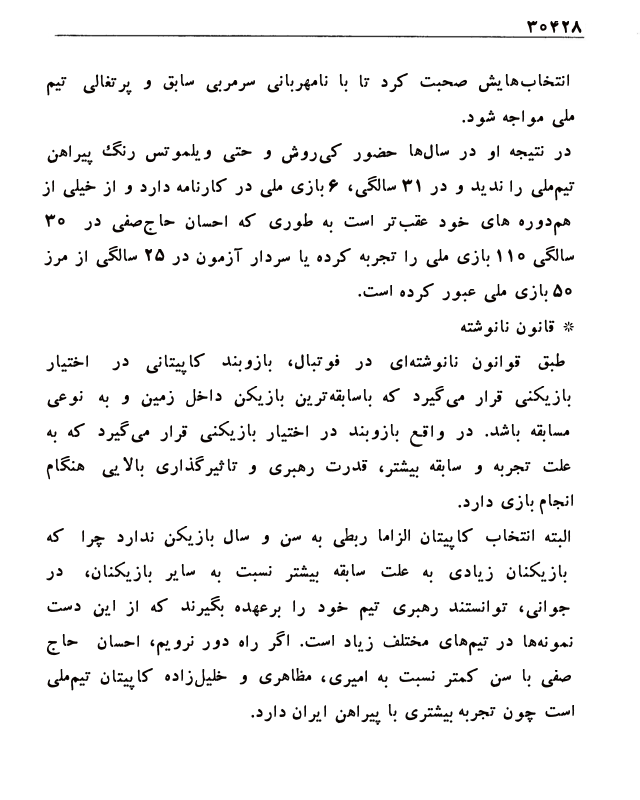 ۳۰۴۲۸
انتخاب‌هایش صحبت کرد تا با نامهربانی سرمربی سابق و پرتغالی تیم
ملی مواجه شود.
در نتیجه او در سال‌ها حضور کی‌روش و حتی ویلموتس رنگ پیراهن
تیم‌ملی را ندید و در ۳۱ سالگی، ۶ بازی ملی در کارنامه دارد و از خیلی از
هم‌دوره های خود عقب‌تر است به طوری که احسان حاج‌صفی در ۳۰
سالگی ۱۱۰ بازی ملی را تجربه کرده یا سردار آزمون در ۲۵ سالگی از مرز
۵۰ بازی ملی عبور کرده است.
* قانون نانوشته
طبق قوانون نانوشته‌ای در فوتبال، بازوبند کاپیتانی در اختیار
بازیکنی قرار می‌گیرد که باسابقه‌ترین بازیکن داخل زمین و به نوعی
مسابقه باشد. در واقع بازوبند در اختیار بازیکنی قرار می‌گیرد که به
علت تجربه و سابقه بیشتر، قدرت رهبری و تاثیرگذاری بالایی هنگام
انجام بازی دارد.
البته انتخاب کاپیتان الزاما ربطی به سن و سال بازیکن ندارد چرا که
بازیکنان زیادی به علت سابقه بیشتر نسبت به سایر بازیکنان، در
جوانی، توانستند رهبری تیم خود را برعهده بگیرند که از این دست
نمونه‌ها در تیم‌های مختلف زیاد است. اگر راه دور نرویم، احسان حاج
صفی با سن کمتر نسبت به امیری، مظاهری و خلیل‌زاده کاپیتان تیم‌ملی
است چون تجربه بیشتری با پیراهن ایران دارد.